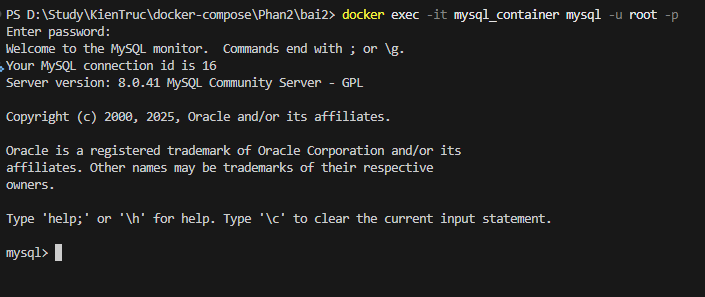 PS D:\Study\KienTruc\docker-compose\Phan2\bai2> docker exec -it mysql_container mysql -u root -p
Enter password:
Welcome to the MySQL monitor.  Commands end with ; or \g.
Your MySQL connection id is 16
Server version: 8.0.41 MySQL Community Server - GPL

Copyright (c) 2000, 2025, Oracle and/or its affiliates.

Oracle is a registered trademark of Oracle Corporation and/or its
affiliates. Other names may be trademarks of their respective
owners.

Type 'help;' or '\h' for help. Type '\c' to clear the current input statement.

mysql>